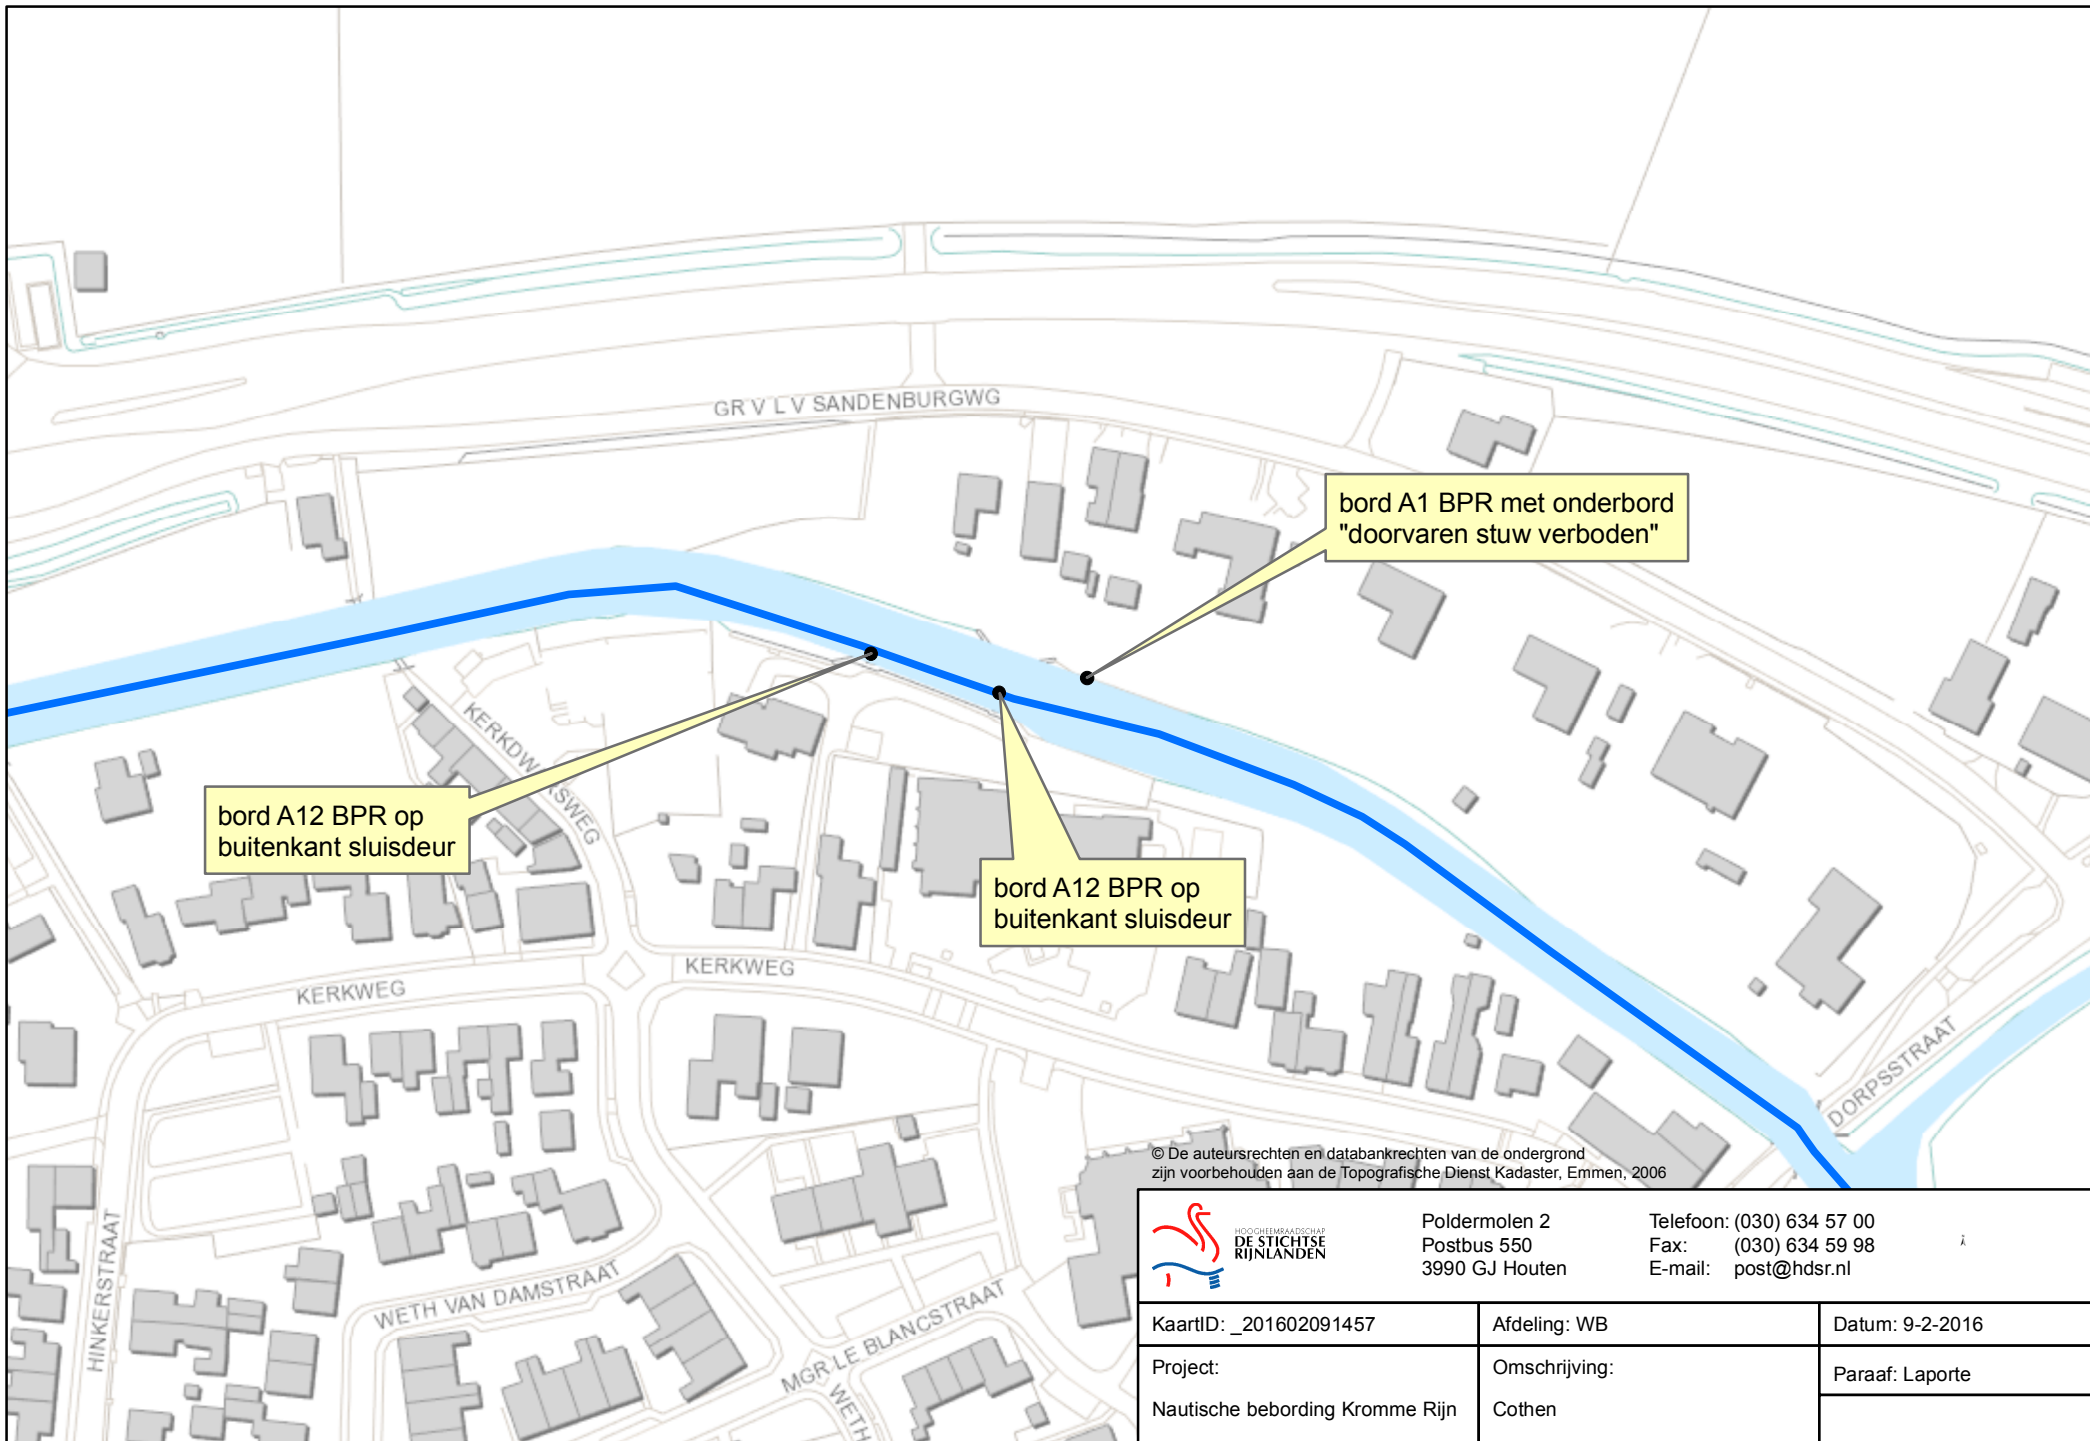 GR V L V SANDENBURGWG
bord A1 BPR met onderbord
"doorvaren stuw verboden"
bord A12 BPR op
buitenkant sluisdeur
bord A12 BPR op
buitenkant sluisdeur
KERKWEG
KERKWEG
DORPSSTRAAT
HINKERSTRAAT
WETH VAN DAMSTRAAT
MGR LE BLANCSTRAAT
WETH
© De auteursrechten en databankrechten van de ondergrond
zijn voorbehouden aan de Topografische Dienst Kadaster, Emmen, 2006
HOOGHEEMRAADSCHAP
DE STICHTSE
RIJNLANDEN
Poldermolen 2
Postbus 550
3990 GJ Houten
Telefoon: (030) 634 57 00
Fax: (030) 634 59 98
E-mail: post@hdsr.nl
KaartID: _201602091457
Afdeling: WB
Datum: 9-2-2016
Project:
Nautische bebording Kromme Rijn
Omschrijving:
Cothen
Paraaf: Laporte